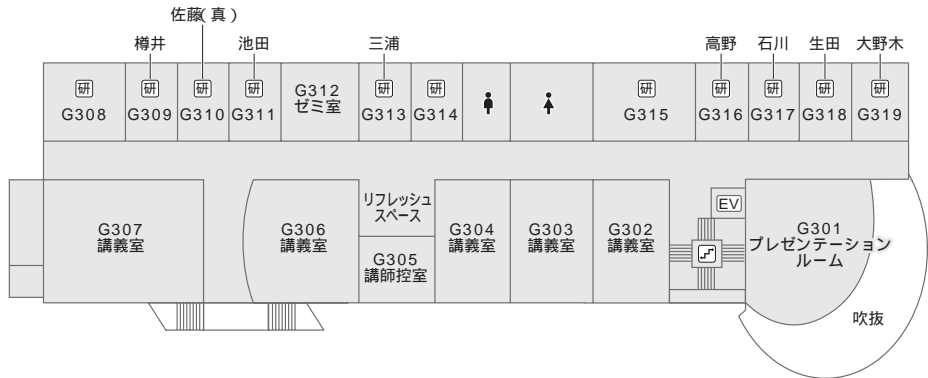 佐藤(真)
樽井
池田
三浦
高野
石川
生田
大野木
研
G308
研
G309
研
G310
研
G311
G312
ゼミ室
研
G313
研
G314
研
G315
研
G316
研
G317
研
G318
研
G319
G307
講義室
G306
講義室
リフレッシュ
スペース
G305
講師控室
G304
講義室
G303
講義室
G302
講義室
EV
G301
プレゼンテーション
ルーム
吹抜